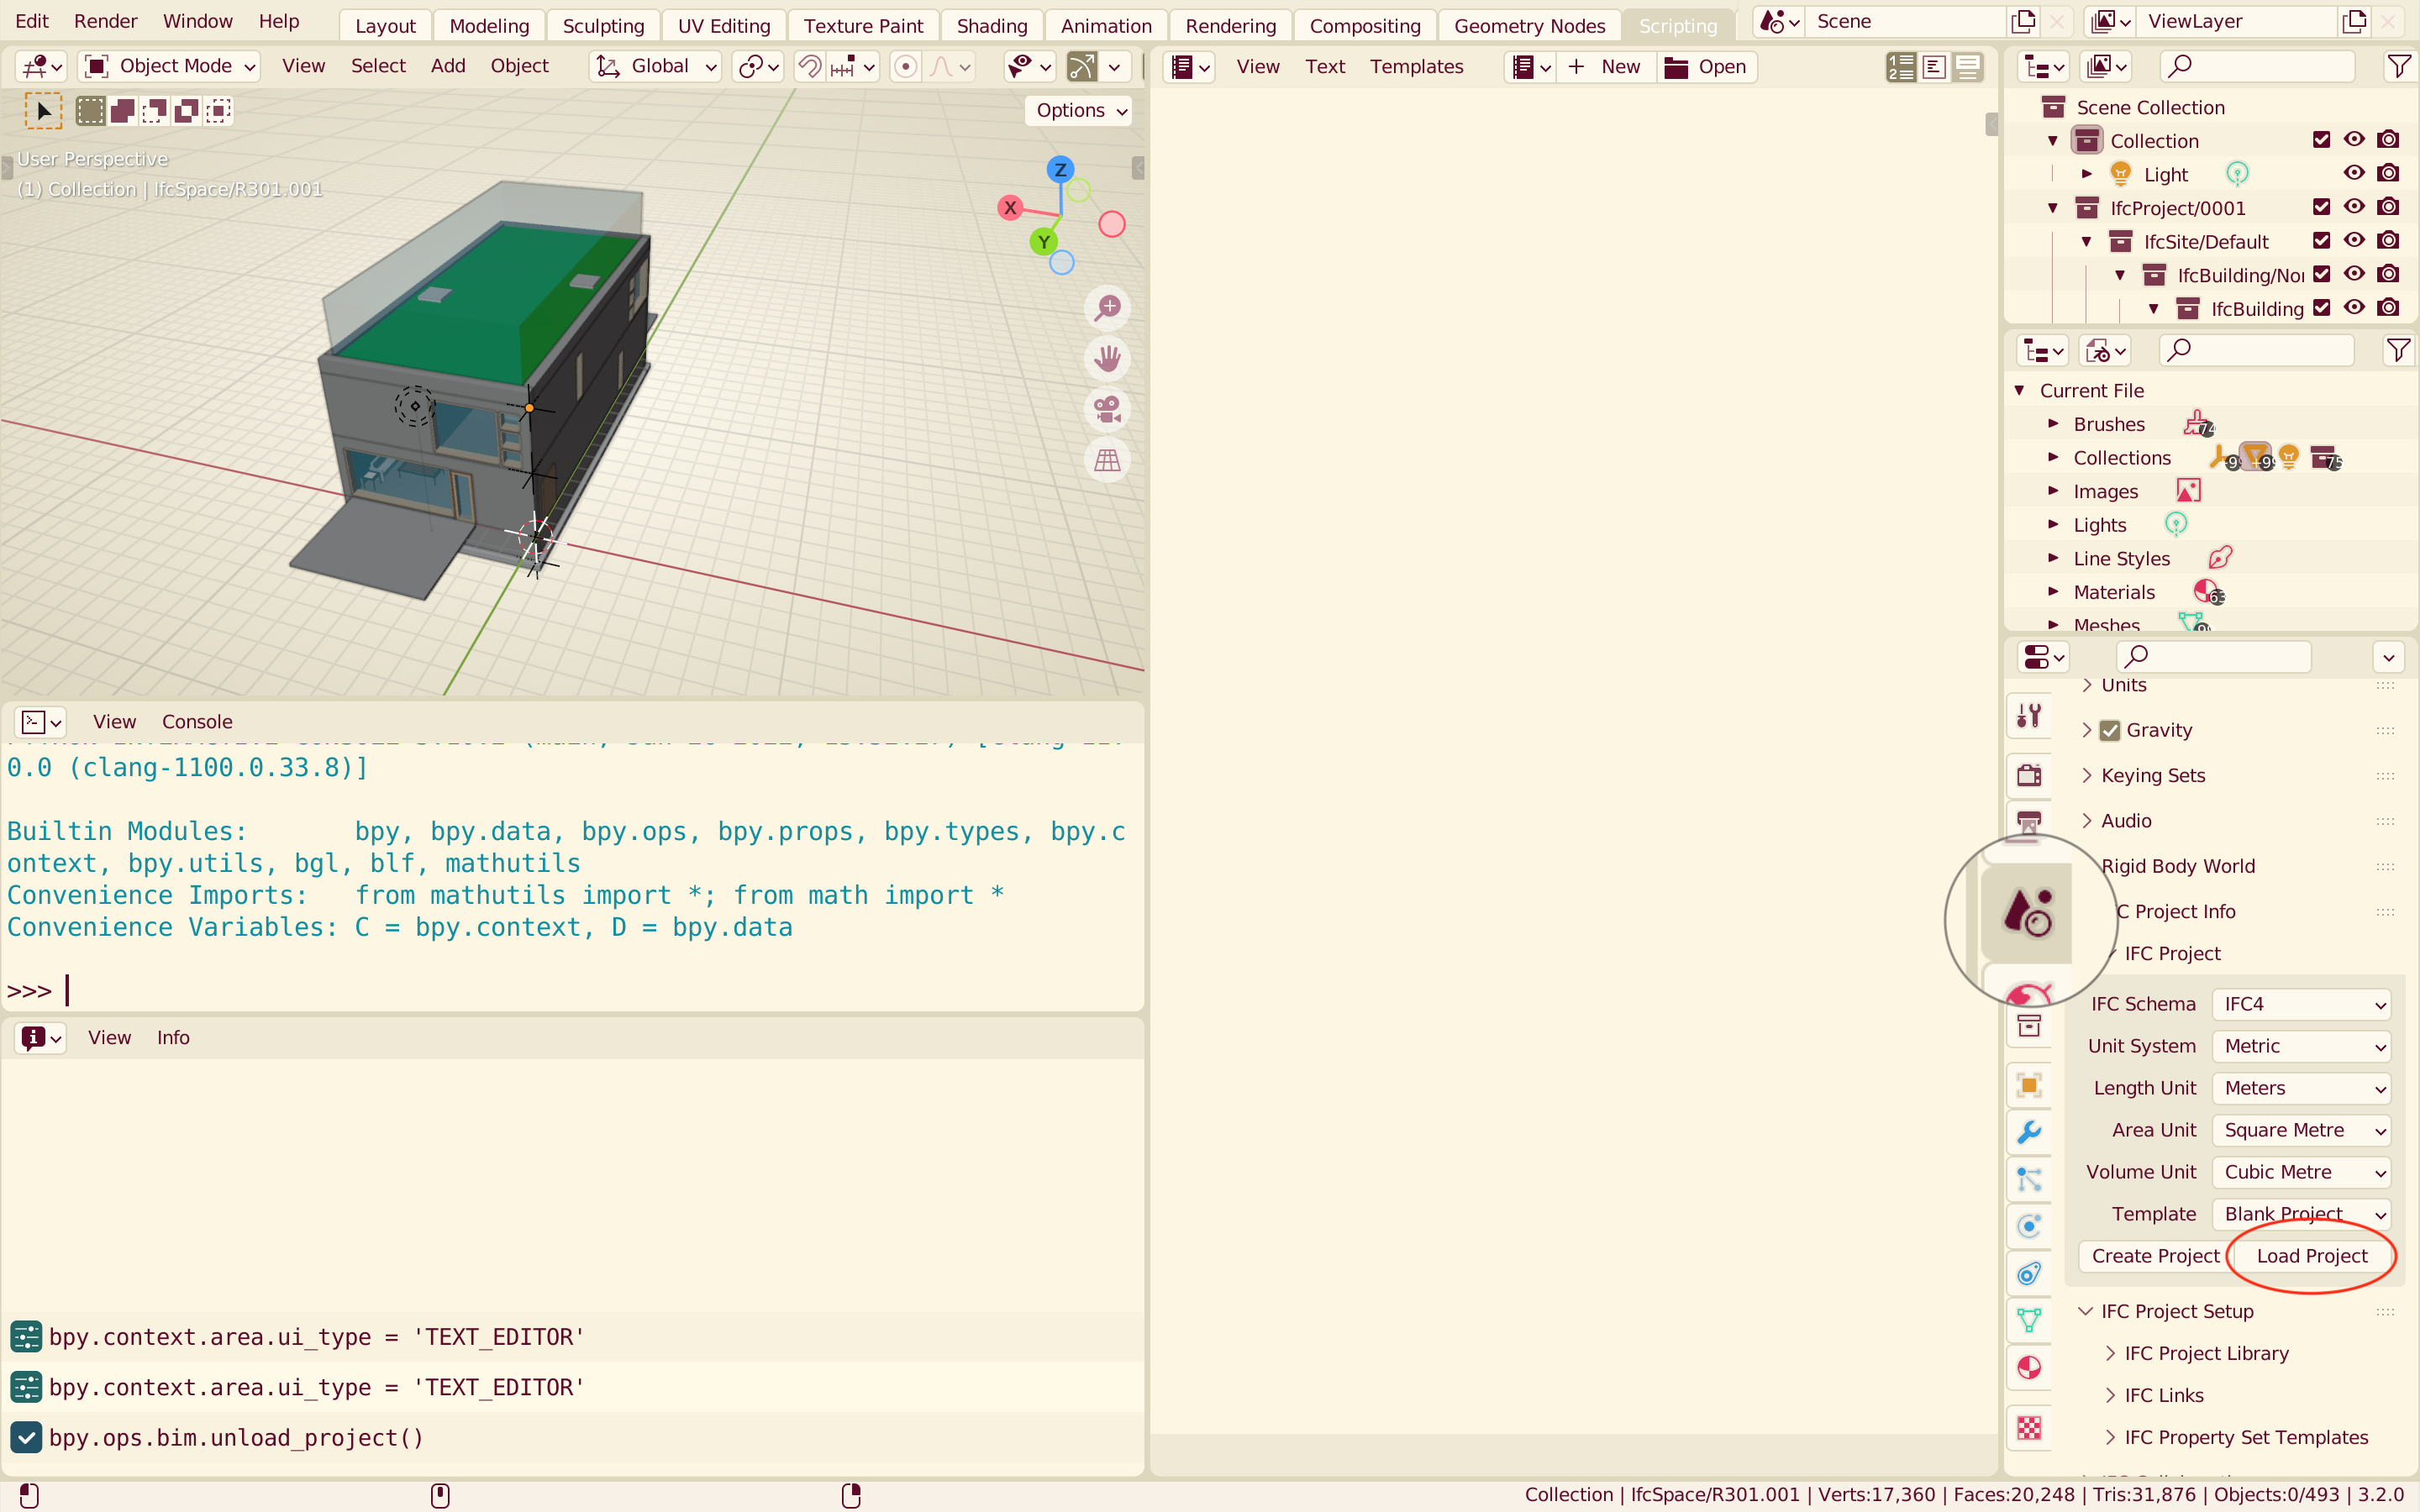 Edit Render Window Help Layout Modeling Sculpting UV Editing Texture Paint Shading Animation Rendering Compositing Geometry Nodes Scripting Scene ViewLayer
Object Mode View Select Add Object Global
Options
User Perspective
(1) Collection | IfcSpace/R301.001
Z
X
Y
View Console
0.0 (clang-1100.0.33.8)]
Builtin Modules: bpy, bpy.data, bpy.ops, bpy.props, bpy.types, bpy.c
ontext, bpy.utils, bgl, blf, mathutils
Convenience Imports: from mathutils import *; from math import *
Convenience Variables: C = bpy.context, D = bpy.data
>>>
View Info
bpy.context.area.ui_type = 'TEXT_EDITOR'
bpy.context.area.ui_type = 'TEXT_EDITOR'
bpy.ops.bim.unload_project()
View Text Templates New Open
Scene Collection
Collection
Light
IfcProject/0001
IfcSite/Default
IfcBuilding/Nor
IfcBuilding
Current File
Brushes 74
Collections
Images
Lights
Line Styles
Materials 63
Meshes
Units
Gravity
Keying Sets
Audio
Rigid Body World
C Project Info
IFC Project
IFC Schema IFC4
Unit System Metric
Length Unit Meters
Area Unit Square Metre
Volume Unit Cubic Metre
Template Blank Project
Create Project Load Project
IFC Project Setup
IFC Project Library
IFC Links
IFC Property Set Templates
Collection | IfcSpace/R301.001 | Verts:17,360 | Faces:20,248 | Tris:31,876 | Objects:0/493 | 3.2.0